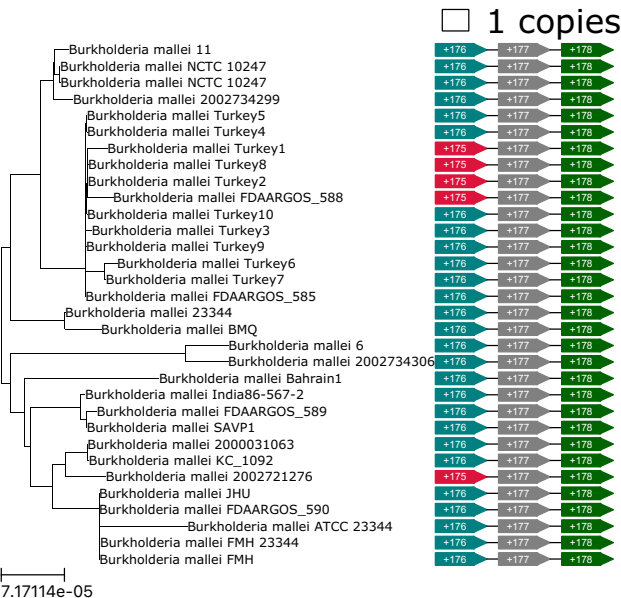 1 copies
Burkholderia mallei 11 +176 +177 +178
Burkholderia mallei NCTC 10247 +176 +177 +178
Burkholderia mallei NCTC 10247 +176 +177 +178
Burkholderia mallei 2002734299 +176 +177 +178
Burkholderia mallei Turkey5 +176 +177 +178
Burkholderia mallei Turkey4 +176 +177 +178
Burkholderia mallei Turkey1 +175 +177 +178
Burkholderia mallei Turkey8 +175 +177 +178
Burkholderia mallei Turkey2 +175 +177 +178
Burkholderia mallei FDAARGOS_588 +175 +177 +178
Burkholderia mallei Turkey10 +176 +177 +178
Burkholderia mallei Turkey3 +176 +177 +178
Burkholderia mallei Turkey9 +176 +177 +178
Burkholderia mallei Turkey6 +176 +177 +178
Burkholderia mallei Turkey7 +176 +177 +178
Burkholderia mallei FDAARGOS_585 +176 +177 +178
Burkholderia mallei 23344 +176 +177 +178
Burkholderia mallei BMQ +176 +177 +178
Burkholderia mallei 6 +176 +177 +178
Burkholderia mallei 2002734306 +176 +177 +178
Burkholderia mallei Bahrain1 +176 +177 +178
Burkholderia mallei India86-567-2 +176 +177 +178
Burkholderia mallei FDAARGOS_589 +176 +177 +178
Burkholderia mallei SAVP1 +176 +177 +178
Burkholderia mallei 2000031063 +176 +177 +178
Burkholderia mallei KC_1092 +176 +177 +178
Burkholderia mallei 2002721276 +175 +177 +178
Burkholderia mallei JHU +176 +177 +178
Burkholderia mallei FDAARGOS_590 +176 +177 +178
Burkholderia mallei ATCC 23344 +176 +177 +178
Burkholderia mallei FMH 23344 +176 +177 +178
Burkholderia mallei FMH +176 +177 +178
7.17114e-05